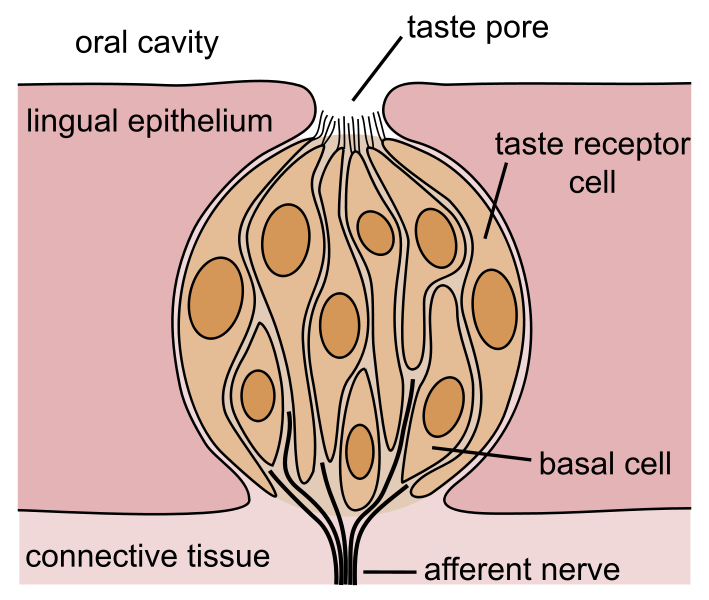 taste pore
oral cavity
lingual epithelium
taste receptor
cell
basal cell
connective tissue
afferent nerve